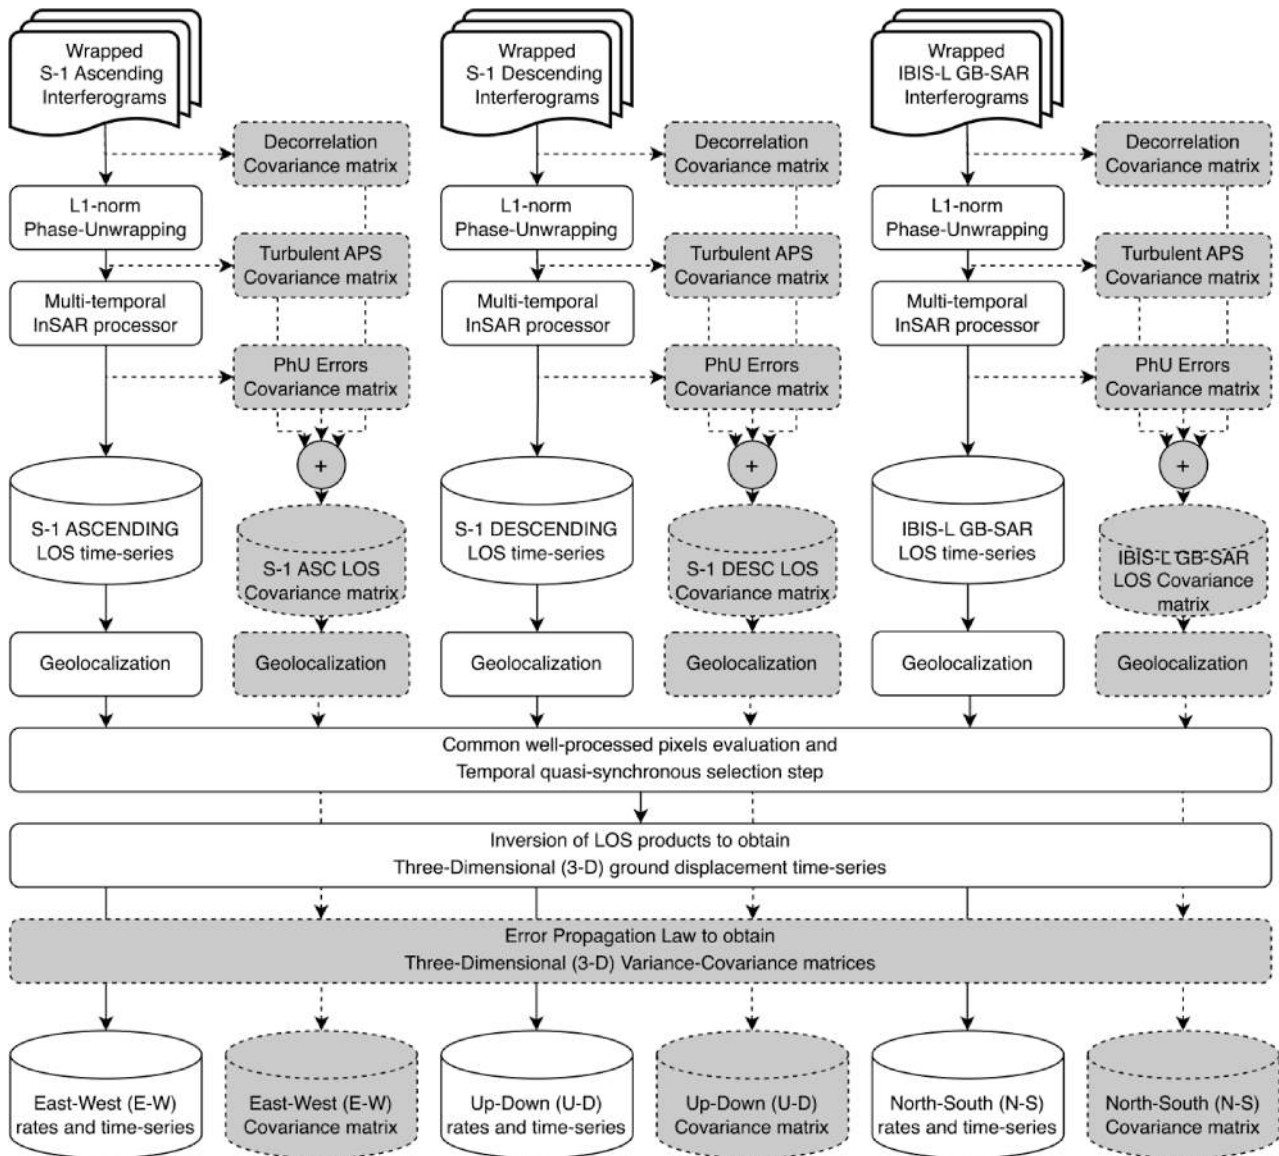 Wrapped
S-1 Ascending
Interferograms
Wrapped
S-1 Descending
Interferograms
Wrapped
IBIS-L GB-SAR
Interferograms
Decorrelation
Covariance matrix
Decorrelation
Covariance matrix
Decorrelation
Covariance matrix
L1-norm
Phase-Unwrapping
L1-norm
Phase-Unwrapping
L1-norm
Phase-Unwrapping
Turbulent APS
Covariance matrix
Turbulent APS
Covariance matrix
Turbulent APS
Covariance matrix
Multi-temporal
InSAR processor
Multi-temporal
InSAR processor
Multi-temporal
InSAR processor
PhU Errors
Covariance matrix
PhU Errors
Covariance matrix
PhU Errors
Covariance matrix
+
+
+
S-1 ASCENDING
LOS time-series
S-1 ASC LOS
Covariance matrix
S-1 DESCENDING
LOS time-series
S-1 DESC LOS
Covariance matrix
IBIS-L GB-SAR
LOS time-series
IBIS-L GB-SAR
LOS Covariance
matrix
Geolocalization
Geolocalization
Geolocalization
Geolocalization
Geolocalization
Geolocalization
Common well-processed pixels evaluation and
Temporal quasi-synchronous selection step
Inversion of LOS products to obtain
Three-Dimensional (3-D) ground displacement time-series
Error Propagation Law to obtain
Three-Dimensional (3-D) Variance-Covariance matrices
East-West (E-W)
rates and time-series
East-West (E-W)
Covariance matrix
Up-Down (U-D)
rates and time-series
Up-Down (U-D)
Covariance matrix
North-South (N-S)
rates and time-series
North-South (N-S)
Covariance matrix